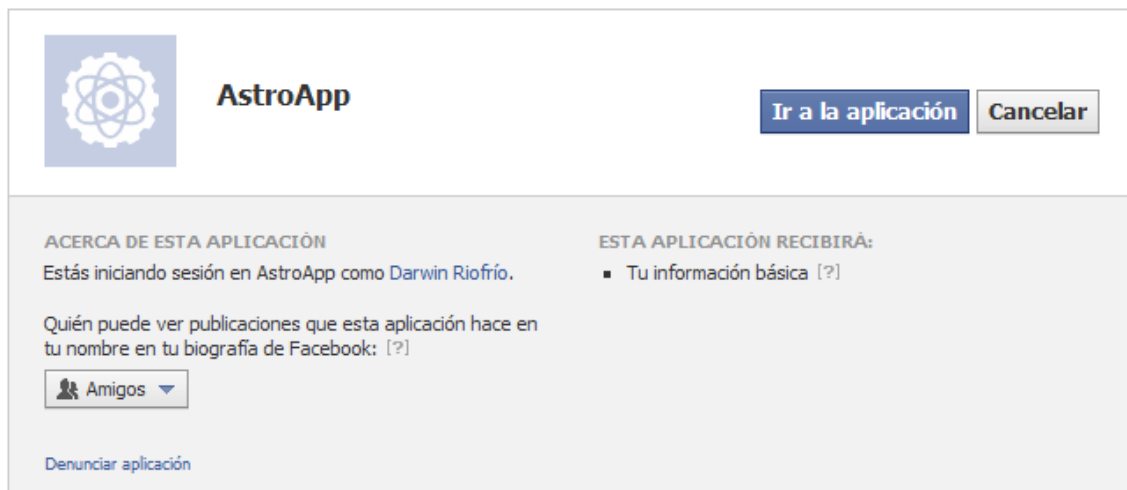 AstroApp
Ir a la aplicación
Cancelar
ACERCA DE ESTA APLICACIÓN
Estás iniciando sesión en AstroApp como Darwin Riofrío.
Quién puede ver publicaciones que esta aplicación hace en
tu nombre en tu biografía de Facebook: [?]
Amigos
Denunciar aplicación
ESTA APLICACIÓN RECIBIRÁ:
Tu información básica [?]